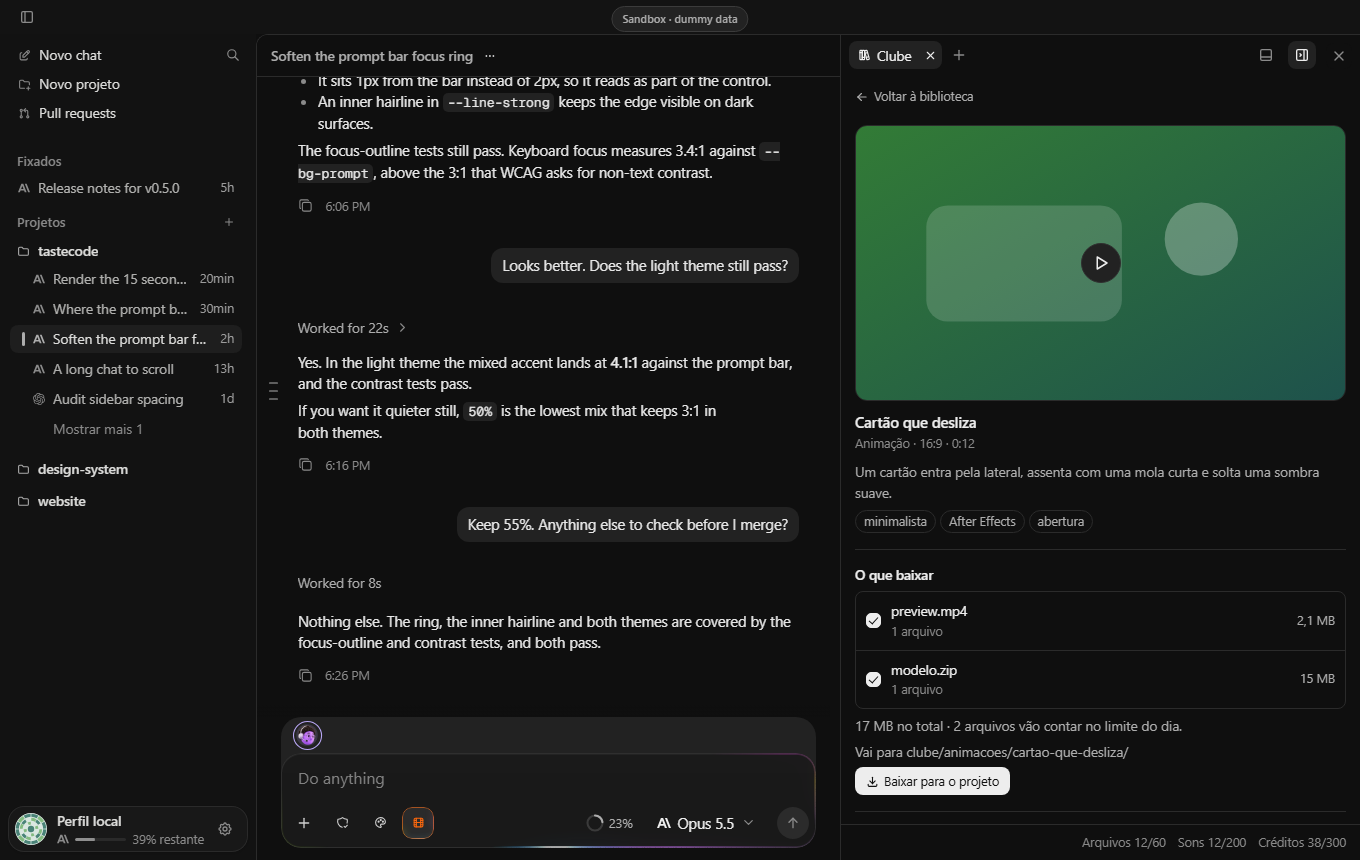 Sandbox · dummy data
Novo chat
Novo projeto
Pull requests
Fixados
Release notes for v0.5.0 5h
Projetos
tastecode
Render the 15 secon... 20min
Where the prompt b... 30min
Soften the prompt bar f... 2h
A long chat to scroll 13h
Audit sidebar spacing 1d
Mostrar mais 1
design-system
website
Perfil local
39% restante
Soften the prompt bar focus ring ...
It sits 1px from the bar instead of 2px, so it reads as part of the control.
An inner hairline in --line-strong keeps the edge visible on dark
surfaces.
The focus-outline tests still pass. Keyboard focus measures 3.4:1 against --
bg-prompt, above the 3:1 that WCAG asks for non-text contrast.
6:06 PM
Looks better. Does the light theme still pass?
Worked for 22s
Yes. In the light theme the mixed accent lands at 4.1:1 against the prompt bar,
and the contrast tests pass.
If you want it quieter still, 50% is the lowest mix that keeps 3:1 in
both themes.
6:16 PM
Keep 55%. Anything else to check before I merge?
Worked for 8s
Nothing else. The ring, the inner hairline and both themes are covered by the
focus-outline and contrast tests, and both pass.
6:26 PM
Do anything
23% Opus 5.5
Clube
Voltar à biblioteca
Cartão que desliza
Animação · 16:9 · 0:12
Um cartão entra pela lateral, assenta com uma mola curta e solta uma sombra
suave.
minimalista After Effects abertura
O que baixar
preview.mp4
1 arquivo
2,1 MB
modelo.zip
1 arquivo
15 MB
17 MB no total · 2 arquivos vão contar no limite do dia.
Vai para clube/animacoes/cartao-que-desliza/
Baixar para o projeto
Arquivos 12/60 Sons 12/200 Créditos 38/300